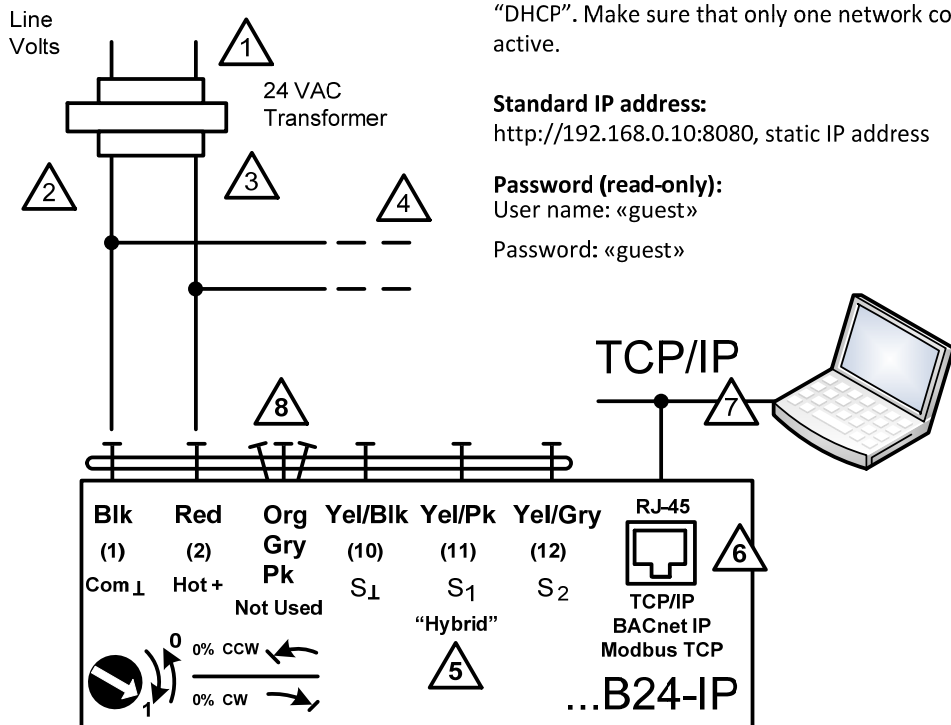 Line
Volts
1
24 VAC
Transformer
2
3
4
“DHCP”. Make sure that only one network co
active.
Standard IP address:
http://192.168.0.10:8080, static IP address
Password (read-only):
User name: «guest»
Password: «guest»
TCP/IP
7
8
Blk
(1)
Com ⊥
Red
(2)
Hot +
Org
Gry
Pk
Not Used
Yel/Blk
(10)
S⊥
Yel/Pk
(11)
S1
“Hybrid”
5
Yel/Gry
(12)
S2
RJ-45
6
TCP/IP
BACnet IP
Modbus TCP
...B24-IP
0
1
0% CCW
0% CW